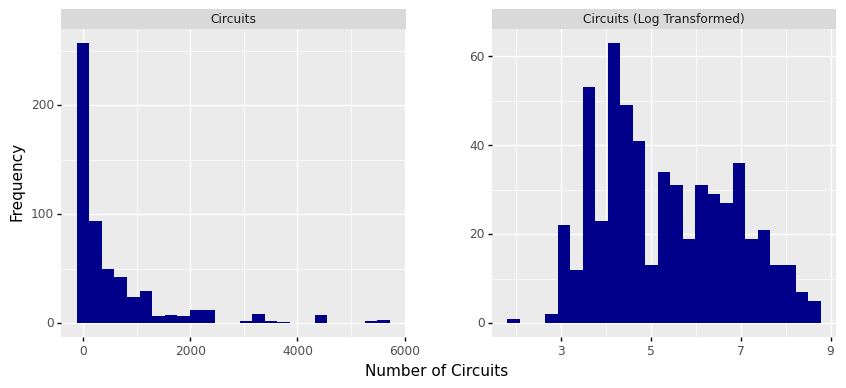 Circuits
Circuits (Log Transformed)
Frequency
200
100
0
0 2000 4000 6000
60
40
20
0
3 5 7 9
Number of Circuits